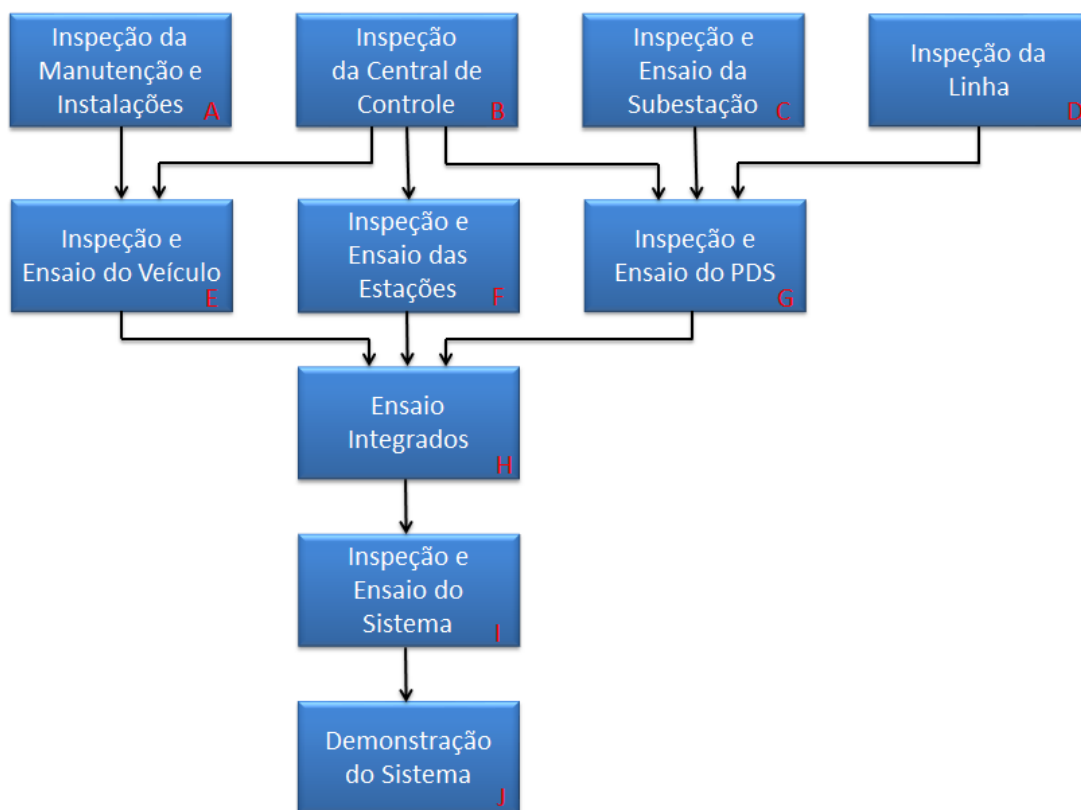 Inspeção da
Manutenção e
Instalações
A
Inspeção
da Central de
Controle
B
Inspeção e
Ensaio da
Subestação
C
Inspeção da
Linha
D
Inspeção e
Ensaio do Veículo
E
Inspeção e
Ensaio das
Estações
F
Inspeção e
Ensaio do PDS
G
Ensaio
Integrados
H
Inspeção e
Ensaio do
Sistema
I
Demonstração
do Sistema
J